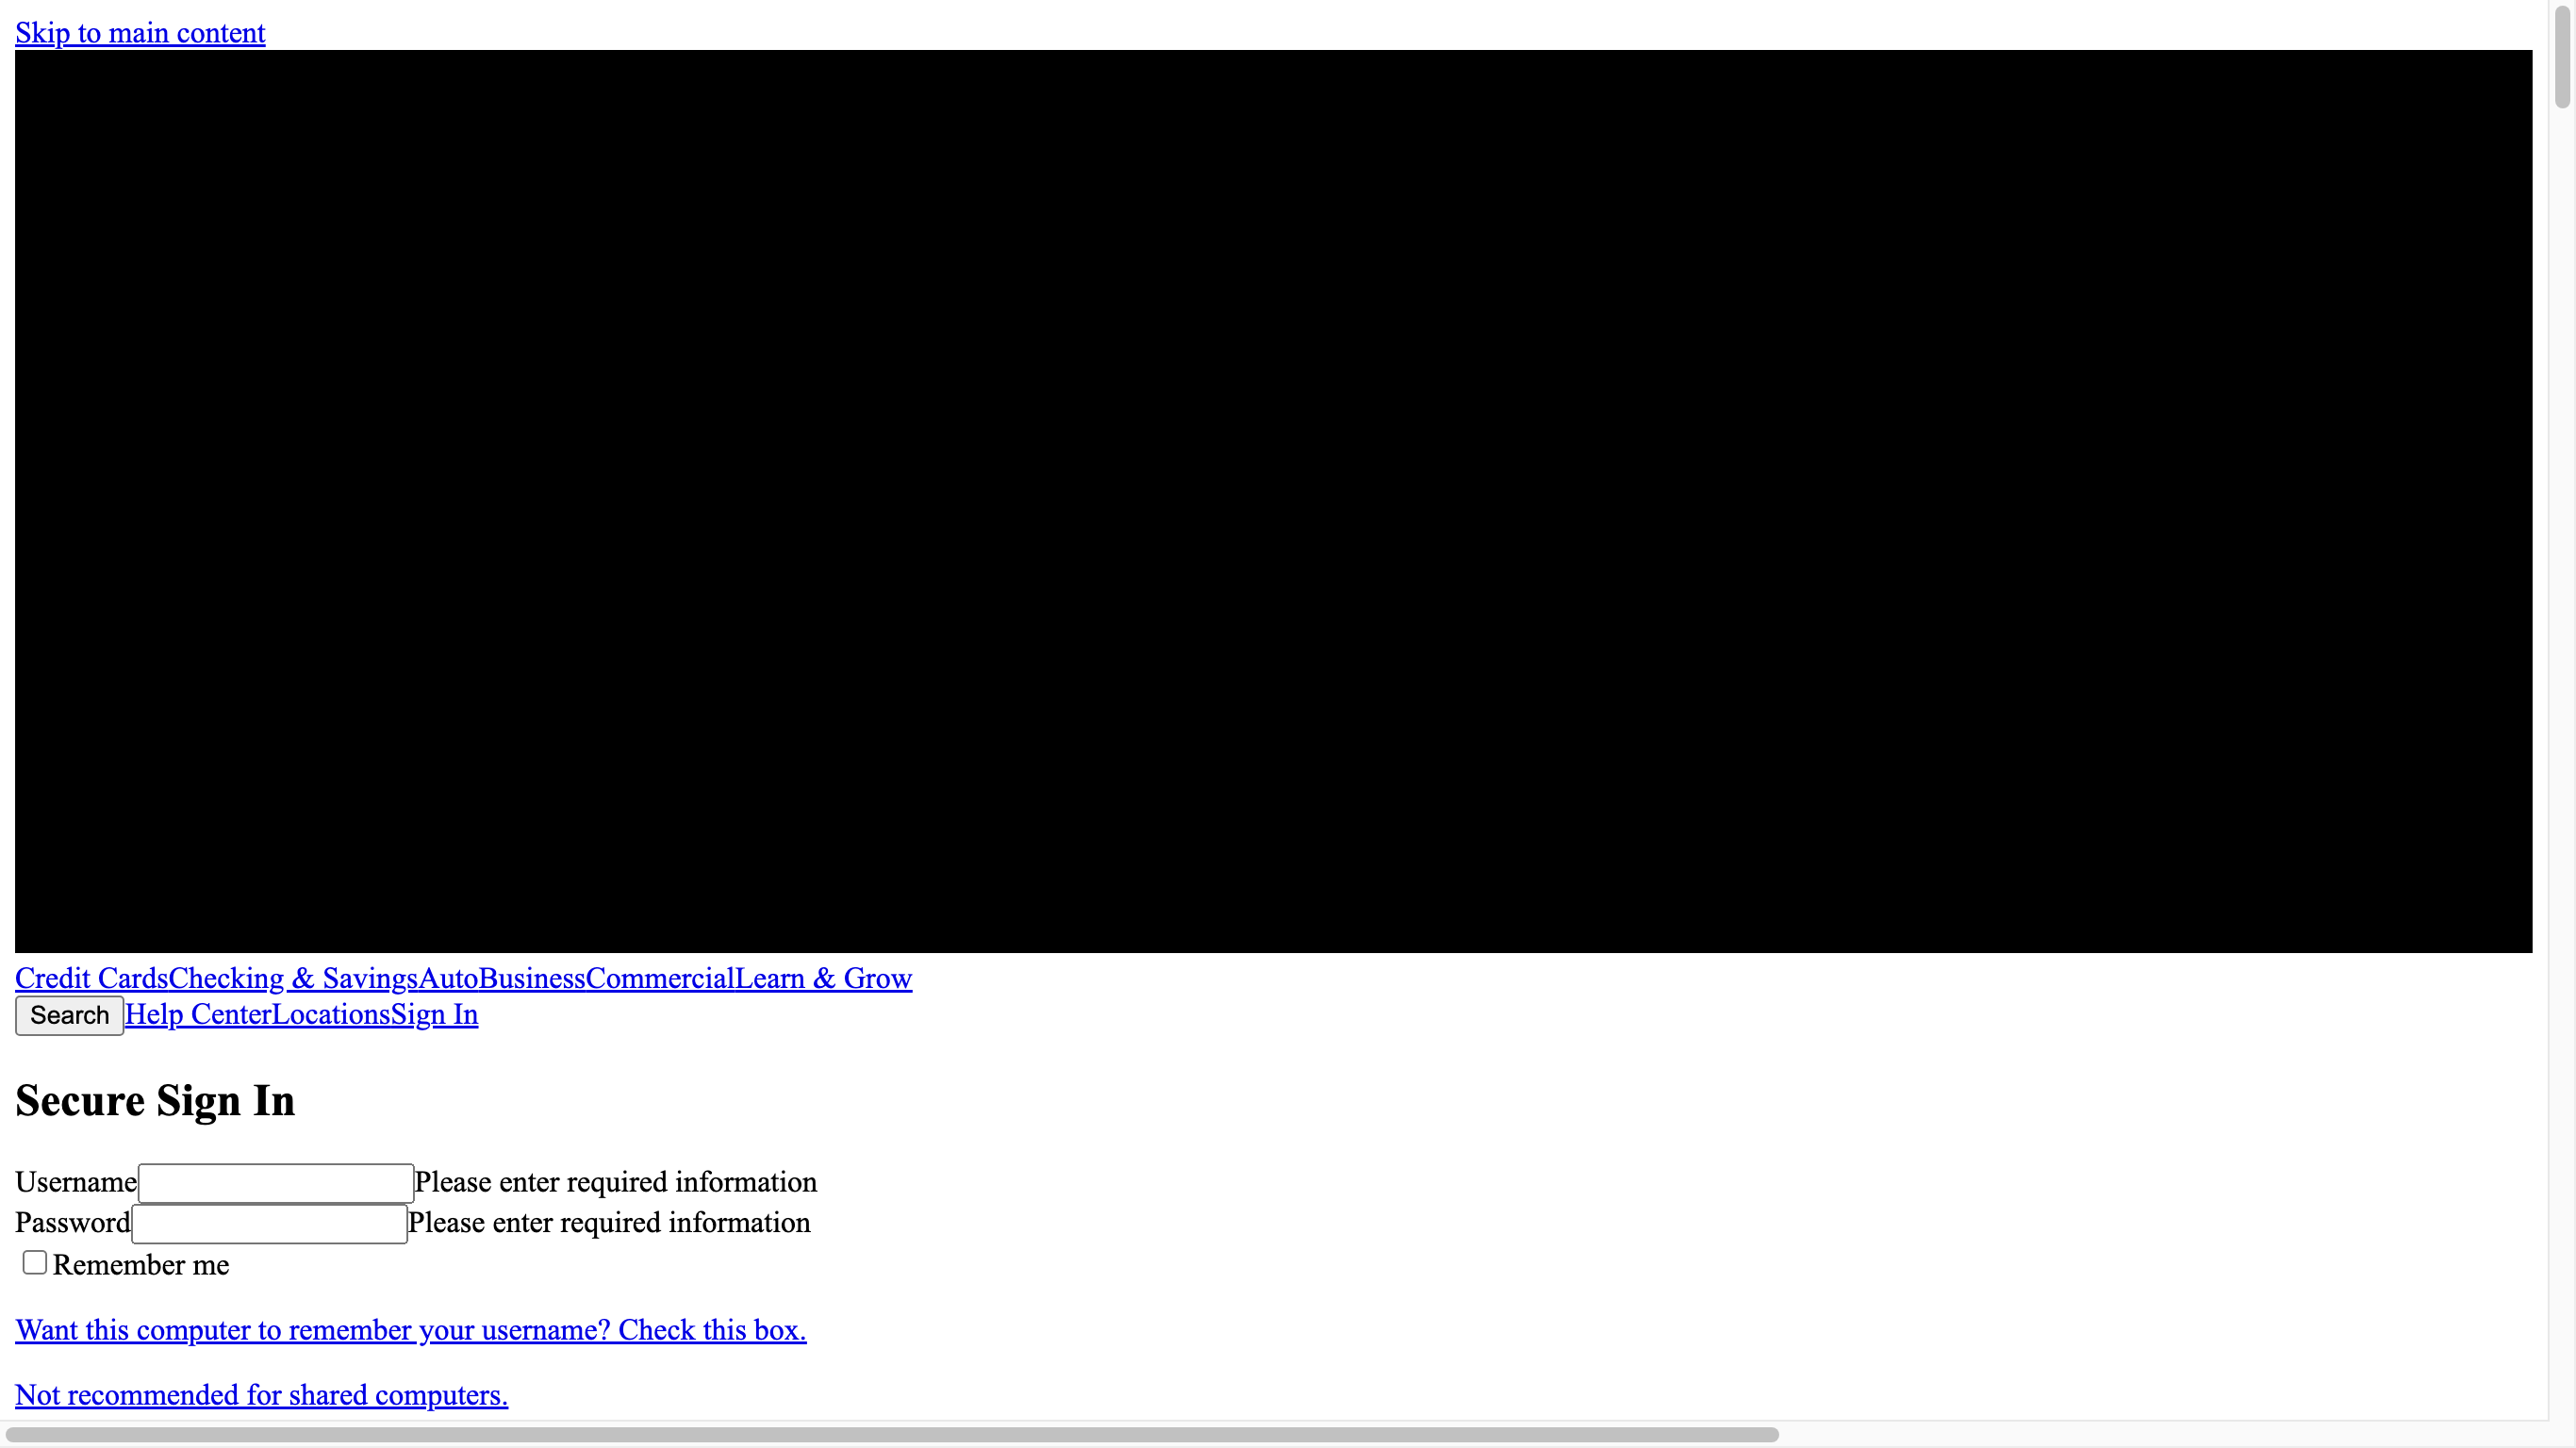 Skip to main content
Credit CardsChecking & SavingsAutoBusinessCommercialLearn & Grow
Search Help CenterLocationsSign In
Secure Sign In
Username Please enter required information
Password Please enter required information
Remember me
Want this computer to remember your username? Check this box.
Not recommended for shared computers.